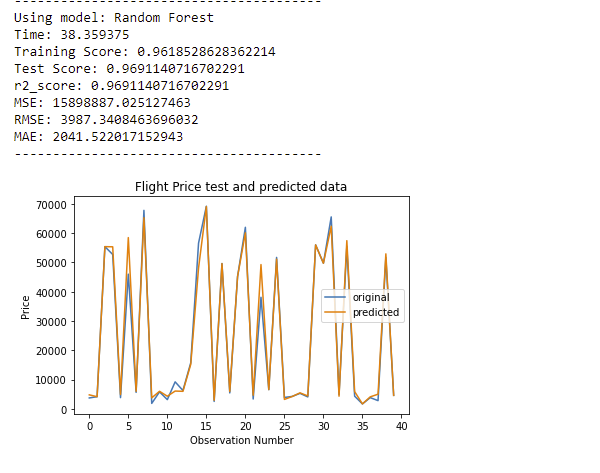 ----------------------------------------
Using model: Random Forest
Time: 38.359375
Training Score: 0.9618528628362214
Test Score: 0.9691140716702291
r2_score: 0.9691140716702291
MSE: 15898887.025127463
RMSE: 3987.3408463696032
MAE: 2041.522017152943
----------------------------------------
Flight Price test and predicted data
70000
60000
50000
40000
30000
20000
10000
0
Price
original
predicted
0 5 10 15 20 25 30 35 40
Observation Number